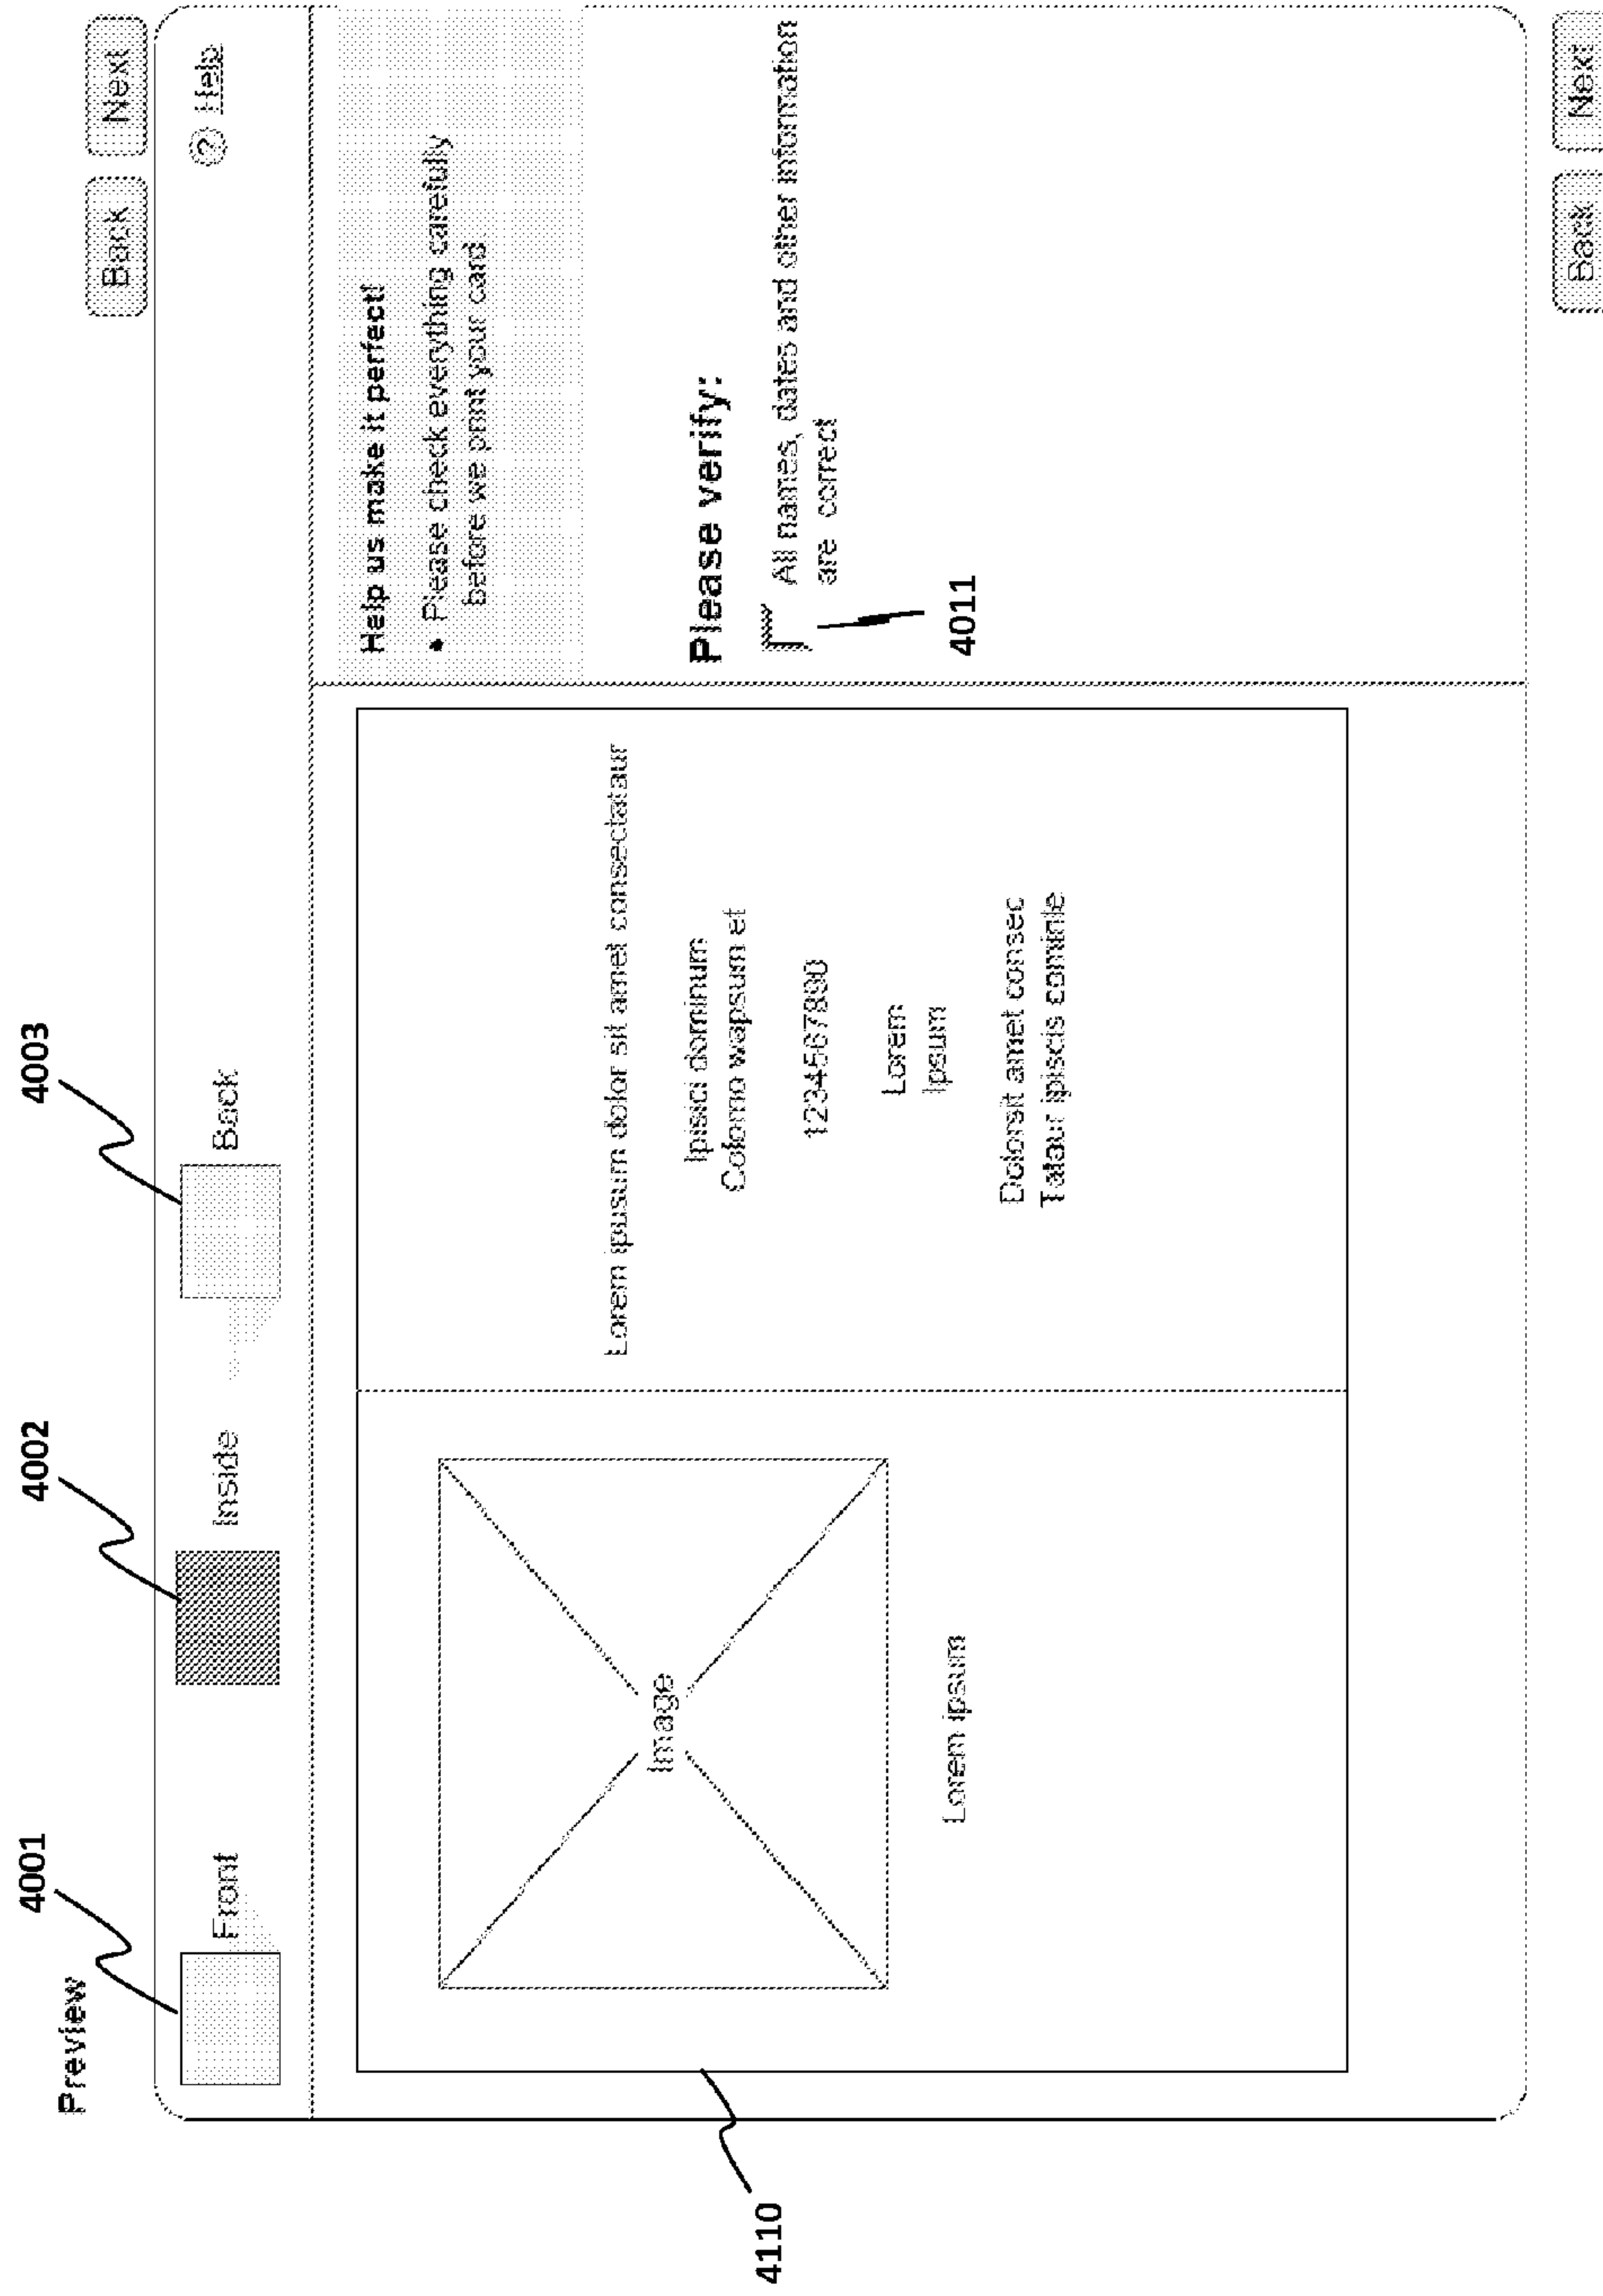 Preview
Back Next
4001 4002 4003
Front Inside Back
? Help
Help us make it perfect!
• Please check everything carefully
before we print your card
Please verify:
All names, dates and other information
are correct
4011
Image
Lorem ipsum
Lorem ipusum dolor sit amet consectataur
Ipisici dominum
Colomo wapsum et
1234567890
Lorem
Ipsum
Dolorsit amet consec
Tataur ipiscis cominle
4110
Back Next